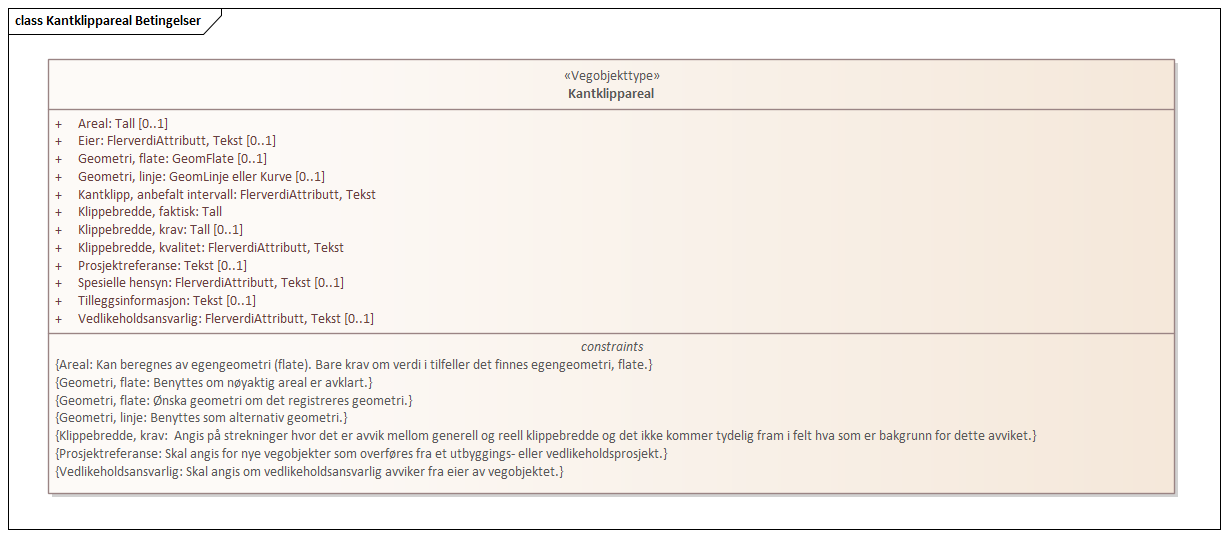 class Kantklippareal Betingelser
«Vegobjekttype»
Kantklippareal
+ Areal: Tall [0..1]
+ Eier: FlerverdiAttributt, Tekst [0..1]
+ Geometri, flate: GeomFlate [0..1]
+ Geometri, linje: GeomLinje eller Kurve [0..1]
+ Kantklipp, anbefalt intervall: FlerverdiAttributt, Tekst
+ Klippebredde, faktisk: Tall
+ Klippebredde, krav: Tall [0..1]
+ Klippebredde, kvalitet: FlerverdiAttributt, Tekst
+ Prosjektreferanse: Tekst [0..1]
+ Spesielle hensyn: FlerverdiAttributt, Tekst [0..1]
+ Tilleggsinformasjon: Tekst [0..1]
+ Vedlikeholdsansvarlig: FlerverdiAttributt, Tekst [0..1]
constraints
{Areal: Kan beregnes av egengeometri (flate). Bare krav om verdi i tilfeller det finnes egengeometri, flate.}
{Geometri, flate: Benyttes om nøyaktig areal er avklart.}
{Geometri, flate: Ønska geometri om det registreres geometri.}
{Geometri, linje: Benyttes som alternativ geometri.}
{Klippebredde, krav:  Angis på strekninger hvor det er avvik mellom generell og reell klippebredde og det ikke kommer tydelig fram i felt hva som er bakgrunn for dette avviket.}
{Prosjektreferanse: Skal angis for nye vegobjekter som overføres fra et utbyggings- eller vedlikeholdsprosjekt.}
{Vedlikeholdsansvarlig: Skal angis om vedlikeholdsansvarlig avviker fra eier av vegobjektet.}